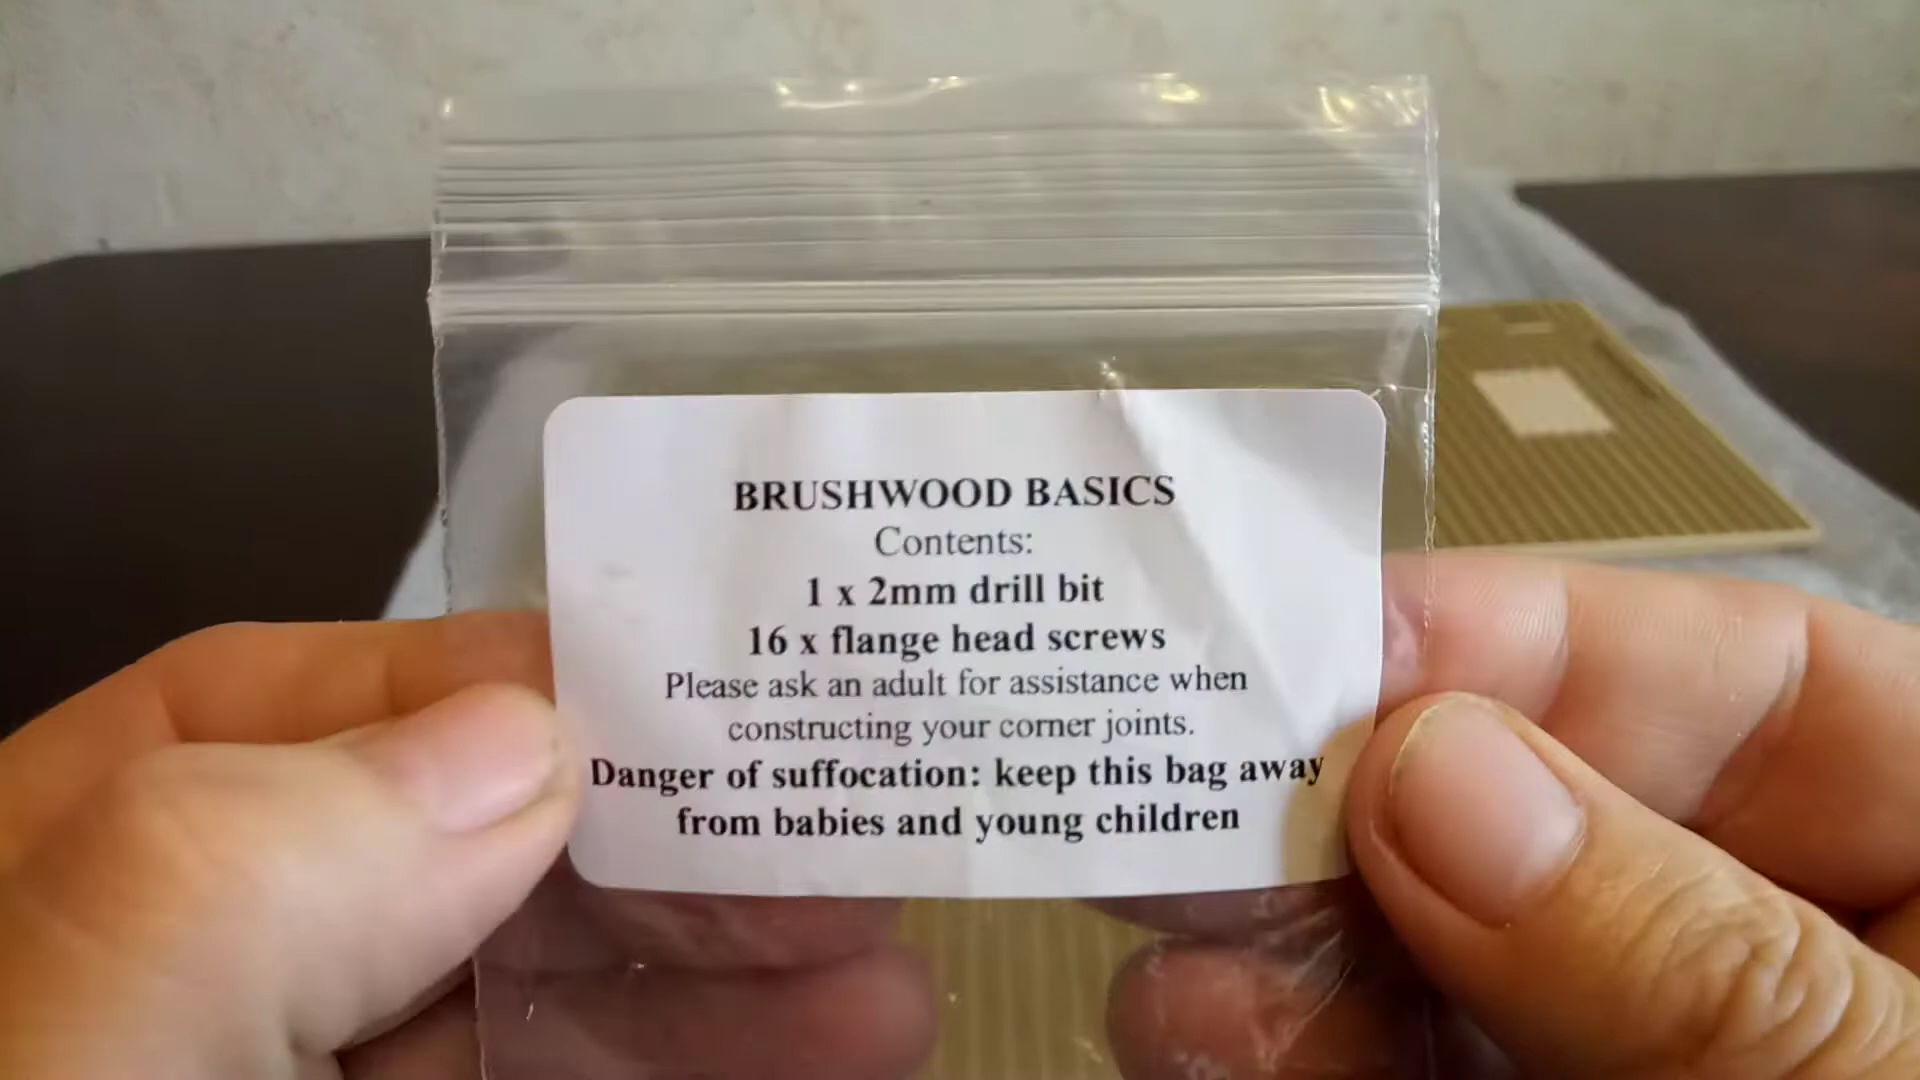 BRUSHWOOD BASICS
Contents:
1 x 2mm drill bit
16 x flange head screws
Please ask an adult for assistance when
constructing your corner joints.
Danger of suffocation: keep this bag away
from babies and young children